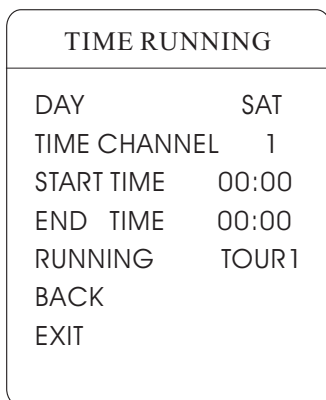 TIME RUNNING
DAY SAT
TIME CHANNEL 1
START TIME 00:00
END TIME 00:00
RUNNING TOUR1
BACK
EXIT